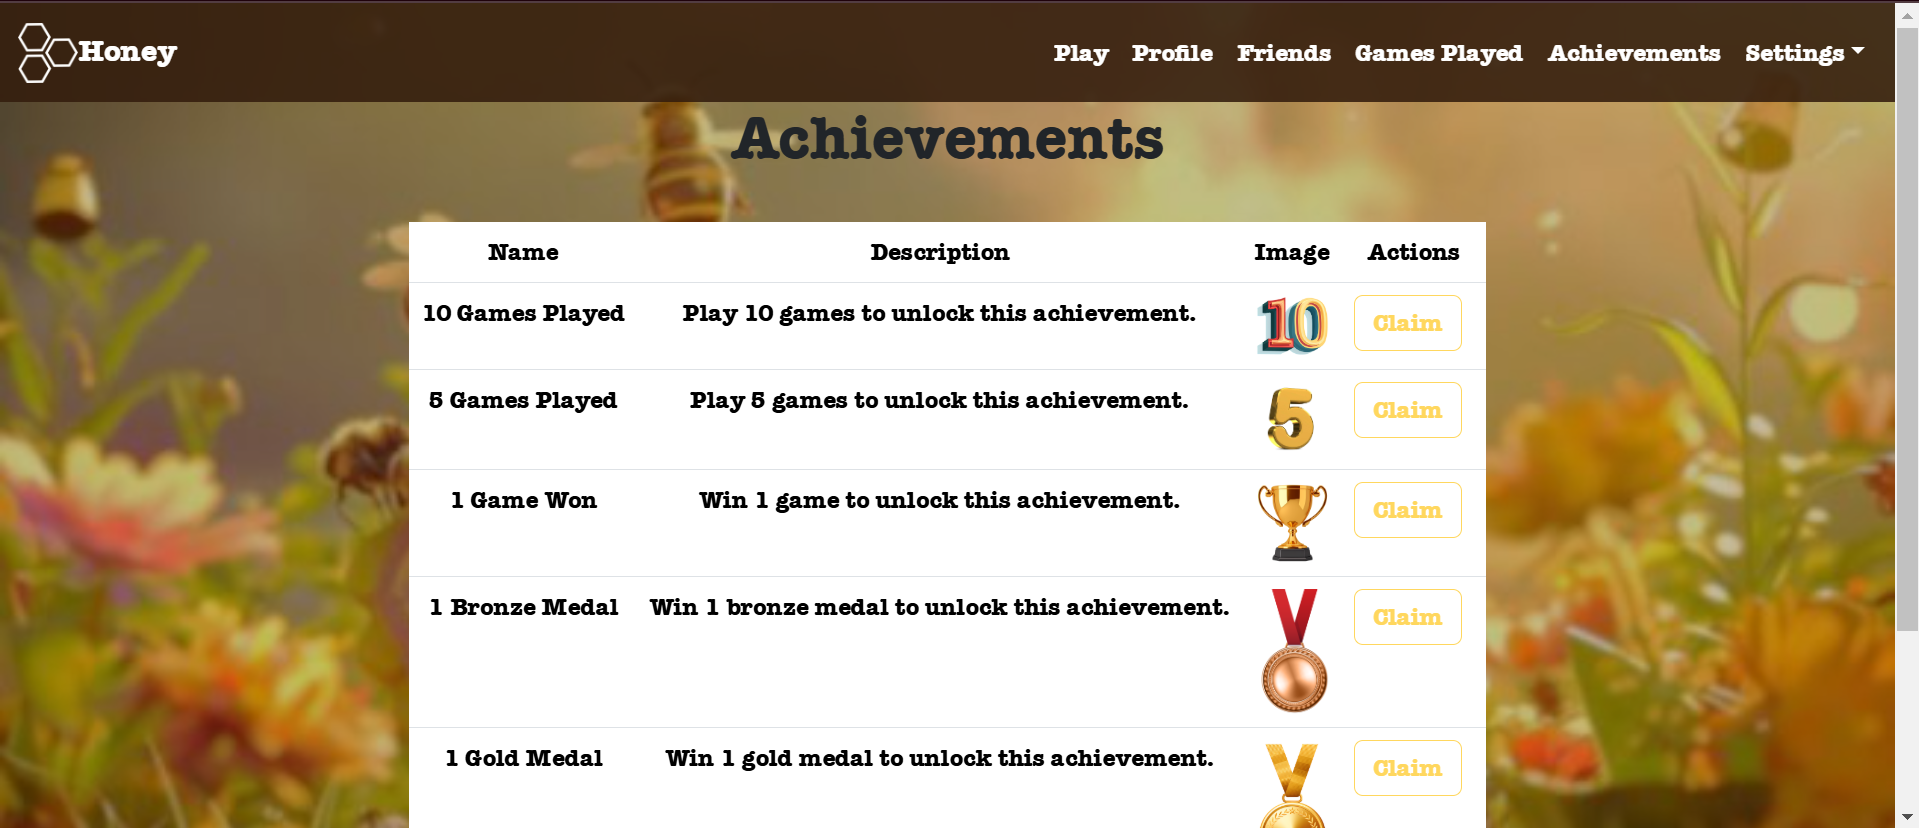 Honey Play Profile Friends Games Played Achievements Settings
Achievements
Name Description Image Actions
10 Games Played Play 10 games to unlock this achievement. 10 Claim
5 Games Played Play 5 games to unlock this achievement. 5 Claim
1 Game Won Win 1 game to unlock this achievement. Claim
1 Bronze Medal Win 1 bronze medal to unlock this achievement. Claim
1 Gold Medal Win 1 gold medal to unlock this achievement. Claim